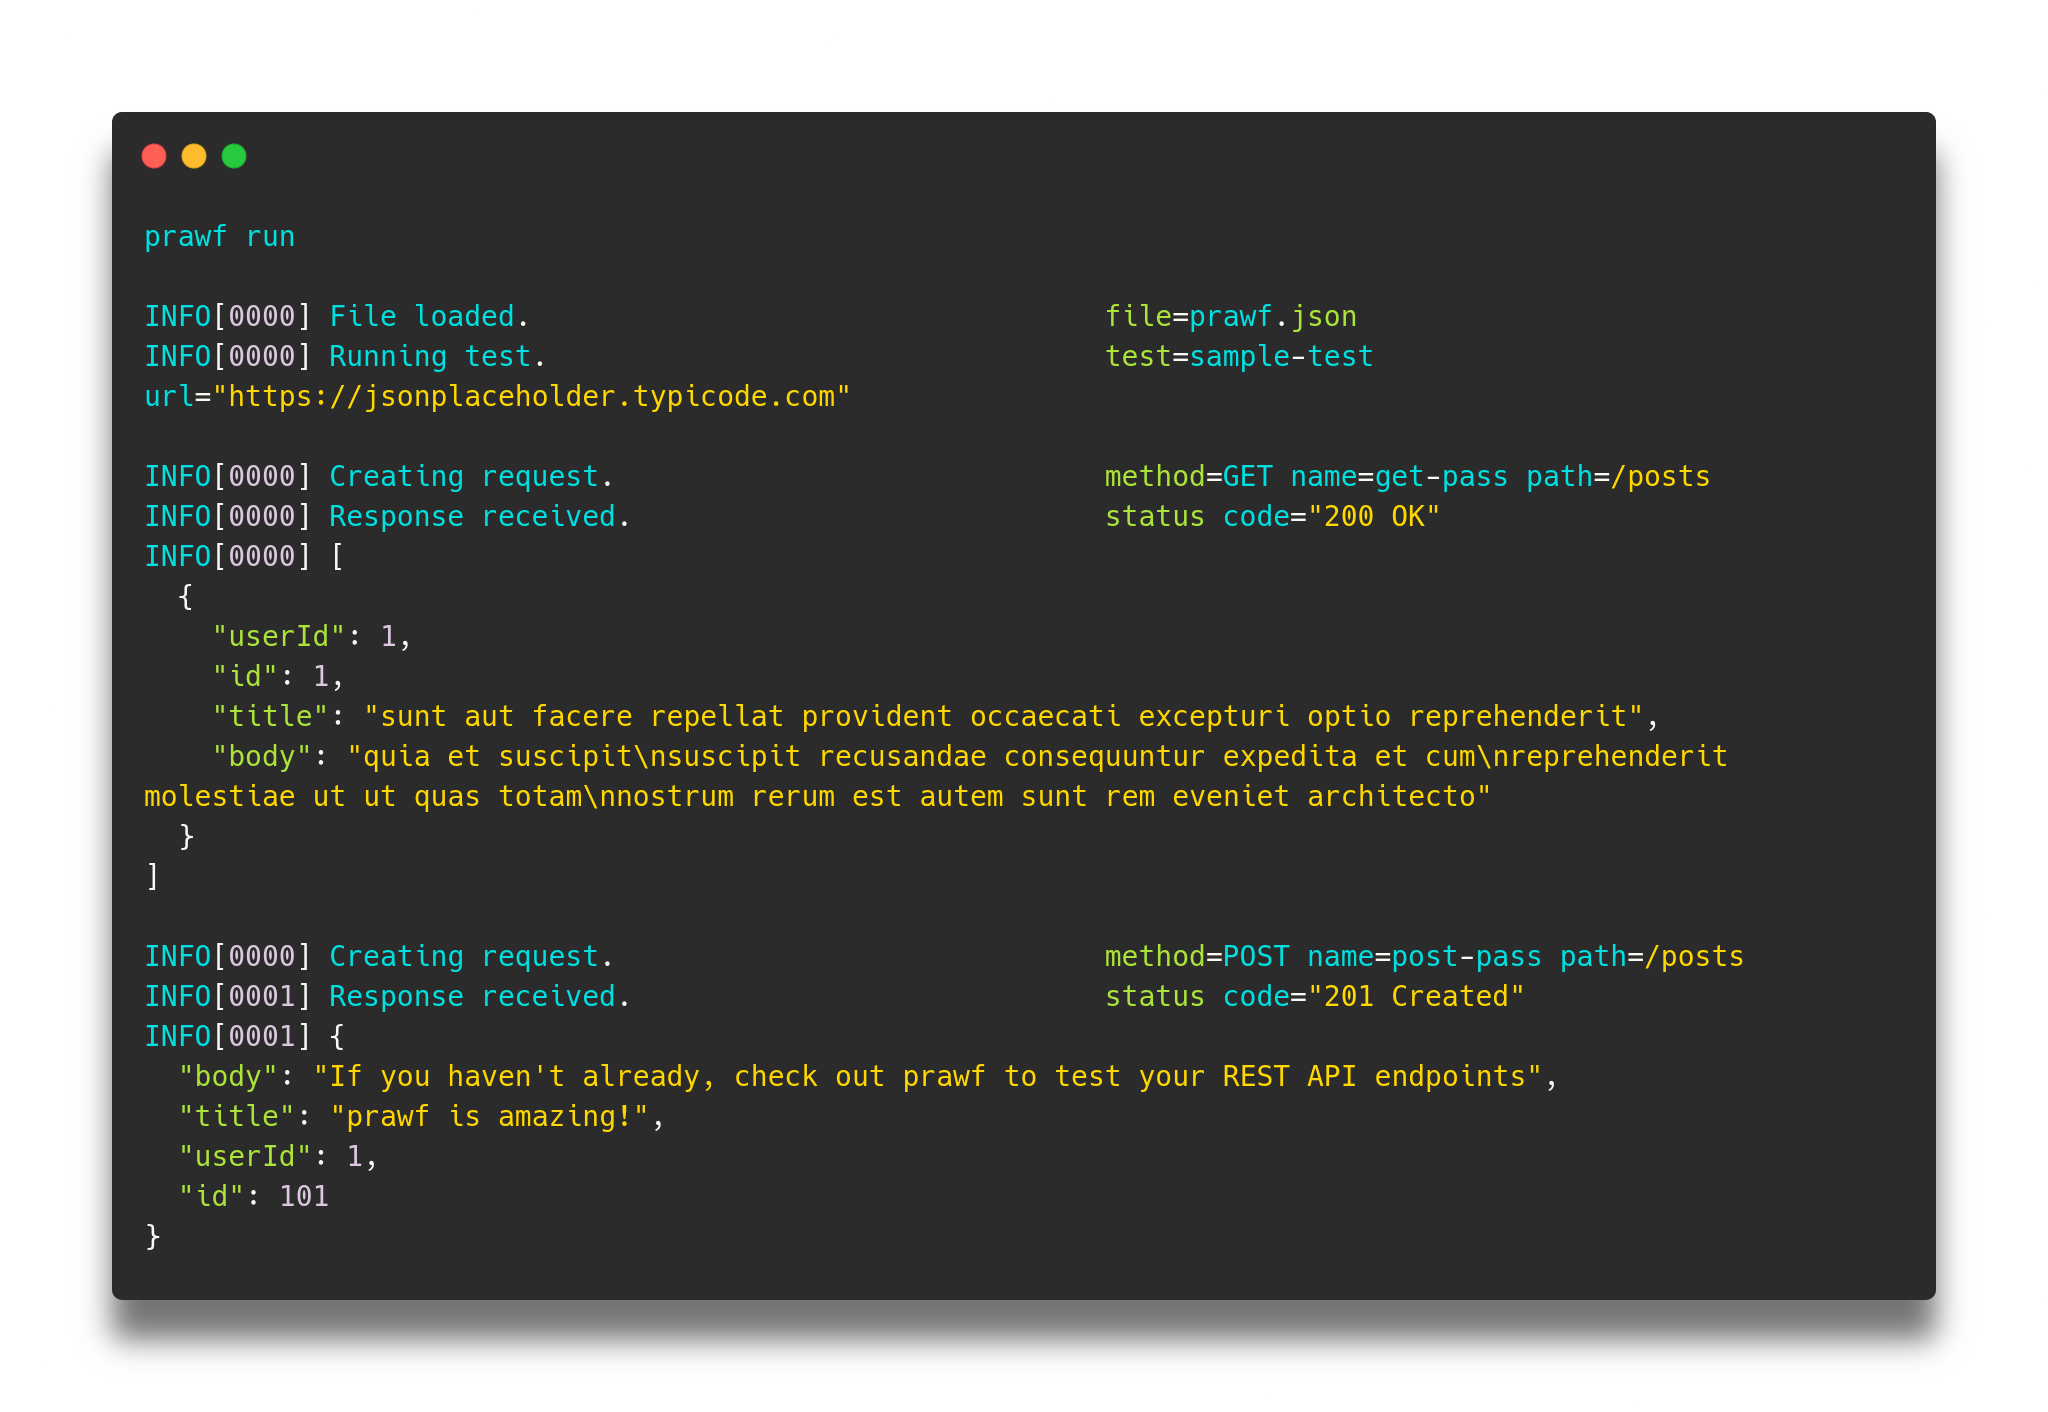 prawf run
INFO[0000] File loaded. file=prawf.json
INFO[0000] Running test. test=sample-test
url="https://jsonplaceholder.typicode.com"
INFO[0000] Creating request. method=GET name=get-pass path=/posts
INFO[0000] Response received. status code="200 OK"
INFO[0000] [
  {
    "userId": 1,
    "id": 1,
    "title": "sunt aut facere repellat provident occaecati excepturi optio reprehenderit",
    "body": "quia et suscipit\nsuscipit recusandae consequuntur expedita et cum\nreprehenderit
molestiae ut ut quas totam\nnostrum rerum est autem sunt rem eveniet architecto"
  }
]
INFO[0000] Creating request. method=POST name=post-pass path=/posts
INFO[0001] Response received. status code="201 Created"
INFO[0001] {
  "body": "If you haven't already, check out prawf to test your REST API endpoints",
  "title": "prawf is amazing!",
  "userId": 1,
  "id": 101
}